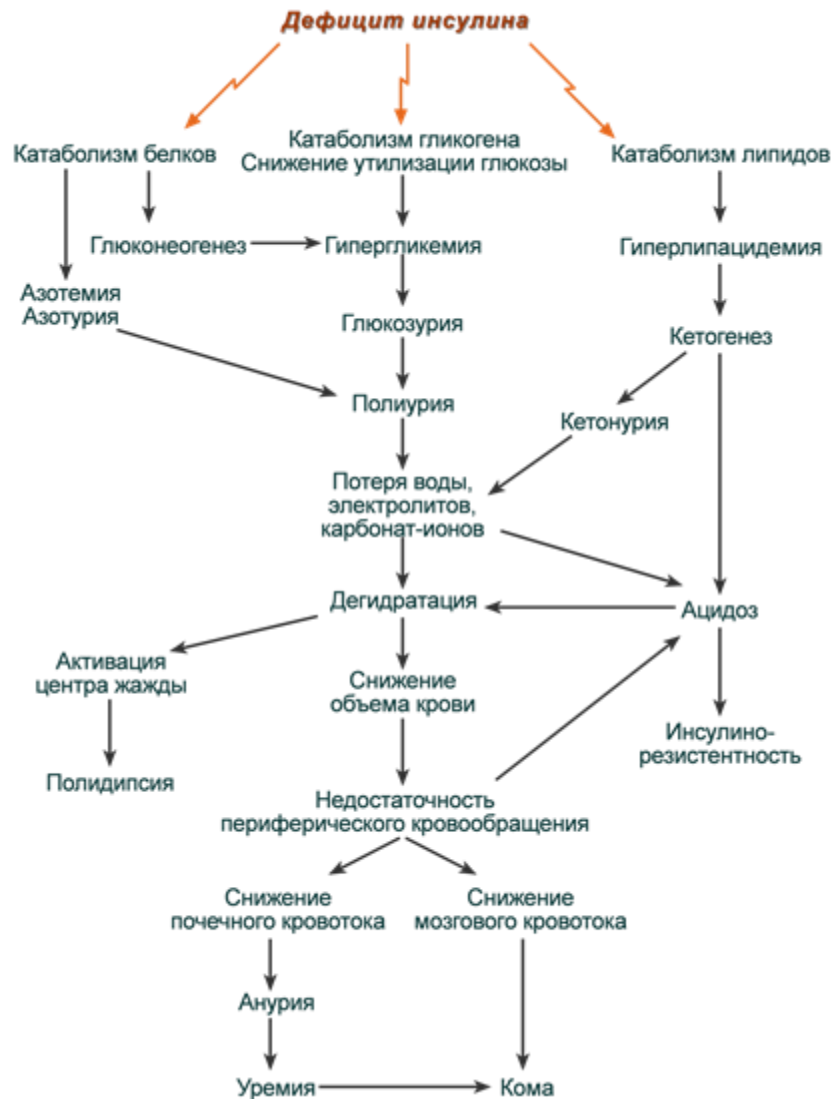 Дефицит инсулина
Катаболизм белков
Катаболизм гликогена
Снижение утилизации глюкозы
Катаболизм липидов
Глюконеогенез
Гипергликемия
Гиперлипацидемия
Азотемия
Азотурия
Глюкозурия
Кетогенез
Полиурия
Кетонурия
Потеря воды,
электролитов,
карбонат-ионов
Дегидратация
Ацидоз
Активация
центра жажды
Снижение
объема крови
Инсулино-
резистентность
Полидипсия
Недостаточность
периферического кровообращения
Снижение
почечного кровотока
Снижение
мозгового кровотока
Анурия
Уремия
Кома